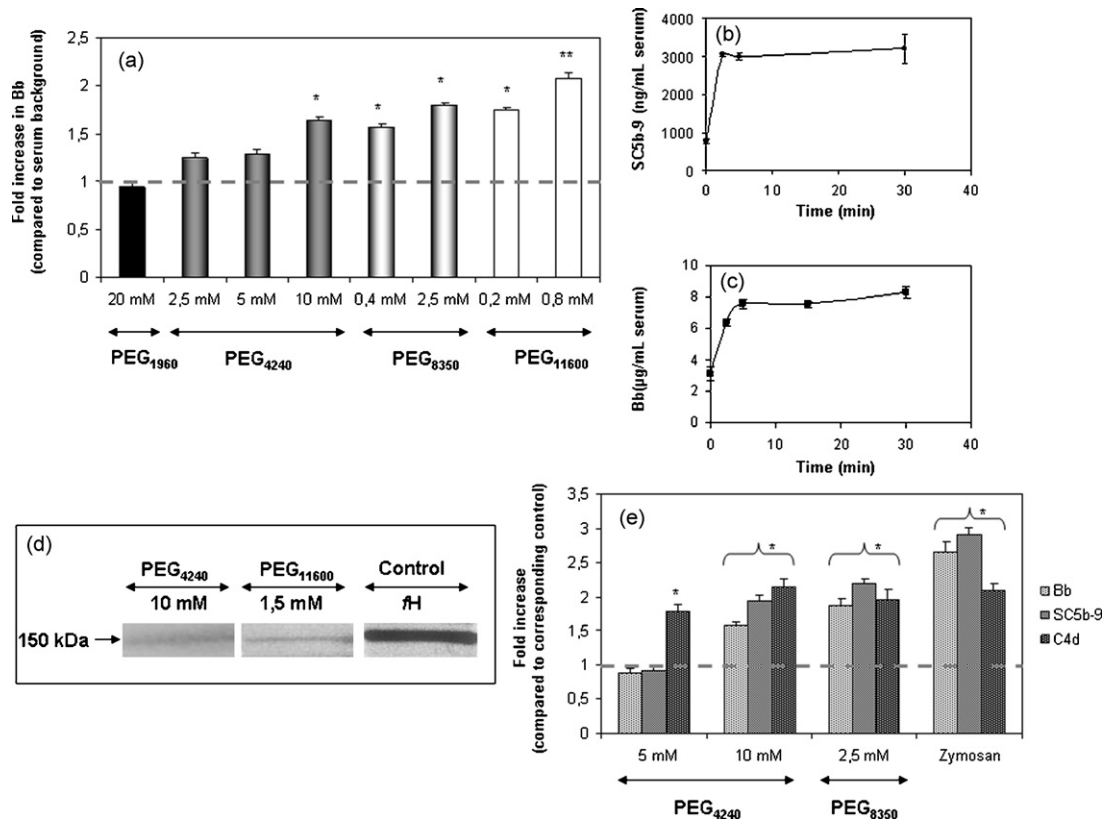 (a)
Fold increase in Bb
(compared to serum background)
2,5
2
1,5
1
0,5
0
*
*
*
*
**
20 mM
2,5 mM
5 mM
10 mM
0,4 mM
2,5 mM
0,2 mM
0,8 mM
PEG1960
PEG4240
PEG8350
PEG11600
(b)
SC5b-9 (ng/mL serum)
4000
3000
2000
1000
0
0
10
20
30
40
Time (min)
(c)
Bb(µg/mL serum)
10
8
6
4
2
0
0
10
20
30
40
Time (min)
(d)
PEG4240
PEG11600
Control
10 mM
1,5 mM
fH
150 kDa
(e)
Fold increase
(compared to corresponding control)
3,5
3
2,5
2
1,5
1
0,5
0
*
*
*
*
Bb
SC5b-9
C4d
5 mM
10 mM
2,5 mM
Zymosan
PEG4240
PEG8350